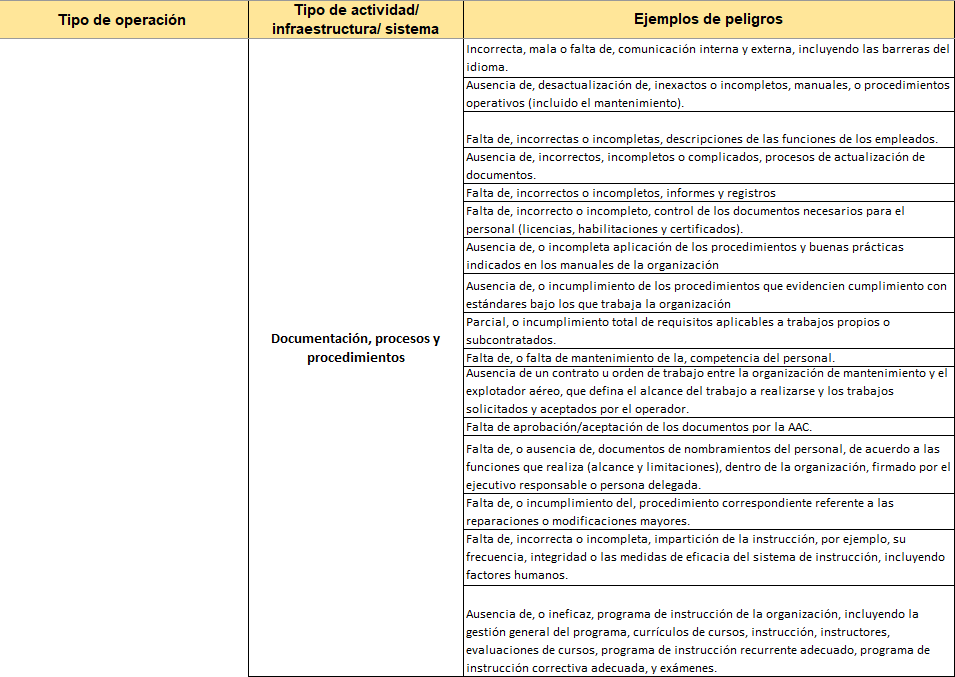 Tipo de operación
Tipo de actividad/
infraestructura/ sistema
Ejemplos de peligros
Documentación, procesos y
procedimientos
Incorrecta, mala o falta de, comunicación interna y externa, incluyendo las barreras del
idioma.
Ausencia de, desactualización de, inexactos o incompletos, manuales, o procedimientos
operativos (incluido el mantenimiento).
Falta de, incorrectas o incompletas, descripciones de las funciones de los empleados.
Ausencia de, incorrectos, incompletos o complicados, procesos de actualización de
documentos.
Falta de, incorrectos o incompletos, informes y registros
Falta de, incorrecto o incompleto, control de los documentos necesarios para el
personal (licencias, habilitaciones y certificados).
Ausencia de, o incompleta aplicación de los procedimientos y buenas prácticas
indicados en los manuales de la organización
Ausencia de, o incumplimiento de los procedimientos que evidencien cumplimiento con
estándares bajo los que trabaja la organización
Parcial, o incumplimiento total de requisitos aplicables a trabajos propios o
subcontratados.
Falta de, o falta de mantenimiento de la, competencia del personal.
Ausencia de un contrato u orden de trabajo entre la organización de mantenimiento y el
explotador aéreo, que defina el alcance del trabajo a realizarse y los trabajos
solicitados y aceptados por el operador.
Falta de aprobación/aceptación de los documentos por la AAC.
Falta de, o ausencia de, documentos de nombramientos del personal, de acuerdo a las
funciones que realiza (alcance y limitaciones), dentro de la organización, firmado por el
ejecutivo responsable o persona delegada.
Falta de, o incumplimiento del, procedimiento correspondiente referente a las
reparaciones o modificaciones mayores.
Falta de, incorrecta o incompleta, impartición de la instrucción, por ejemplo, su
frecuencia, integridad o las medidas de eficacia del sistema de instrucción, incluyendo
factores humanos.
Ausencia de, o ineficaz, programa de instrucción de la organización, incluyendo la
gestión general del programa, currículos de cursos, instrucción, instructores,
evaluaciones de cursos, programa de instrucción recurrente adecuado, programa de
instrucción correctiva adecuada, y exámenes.